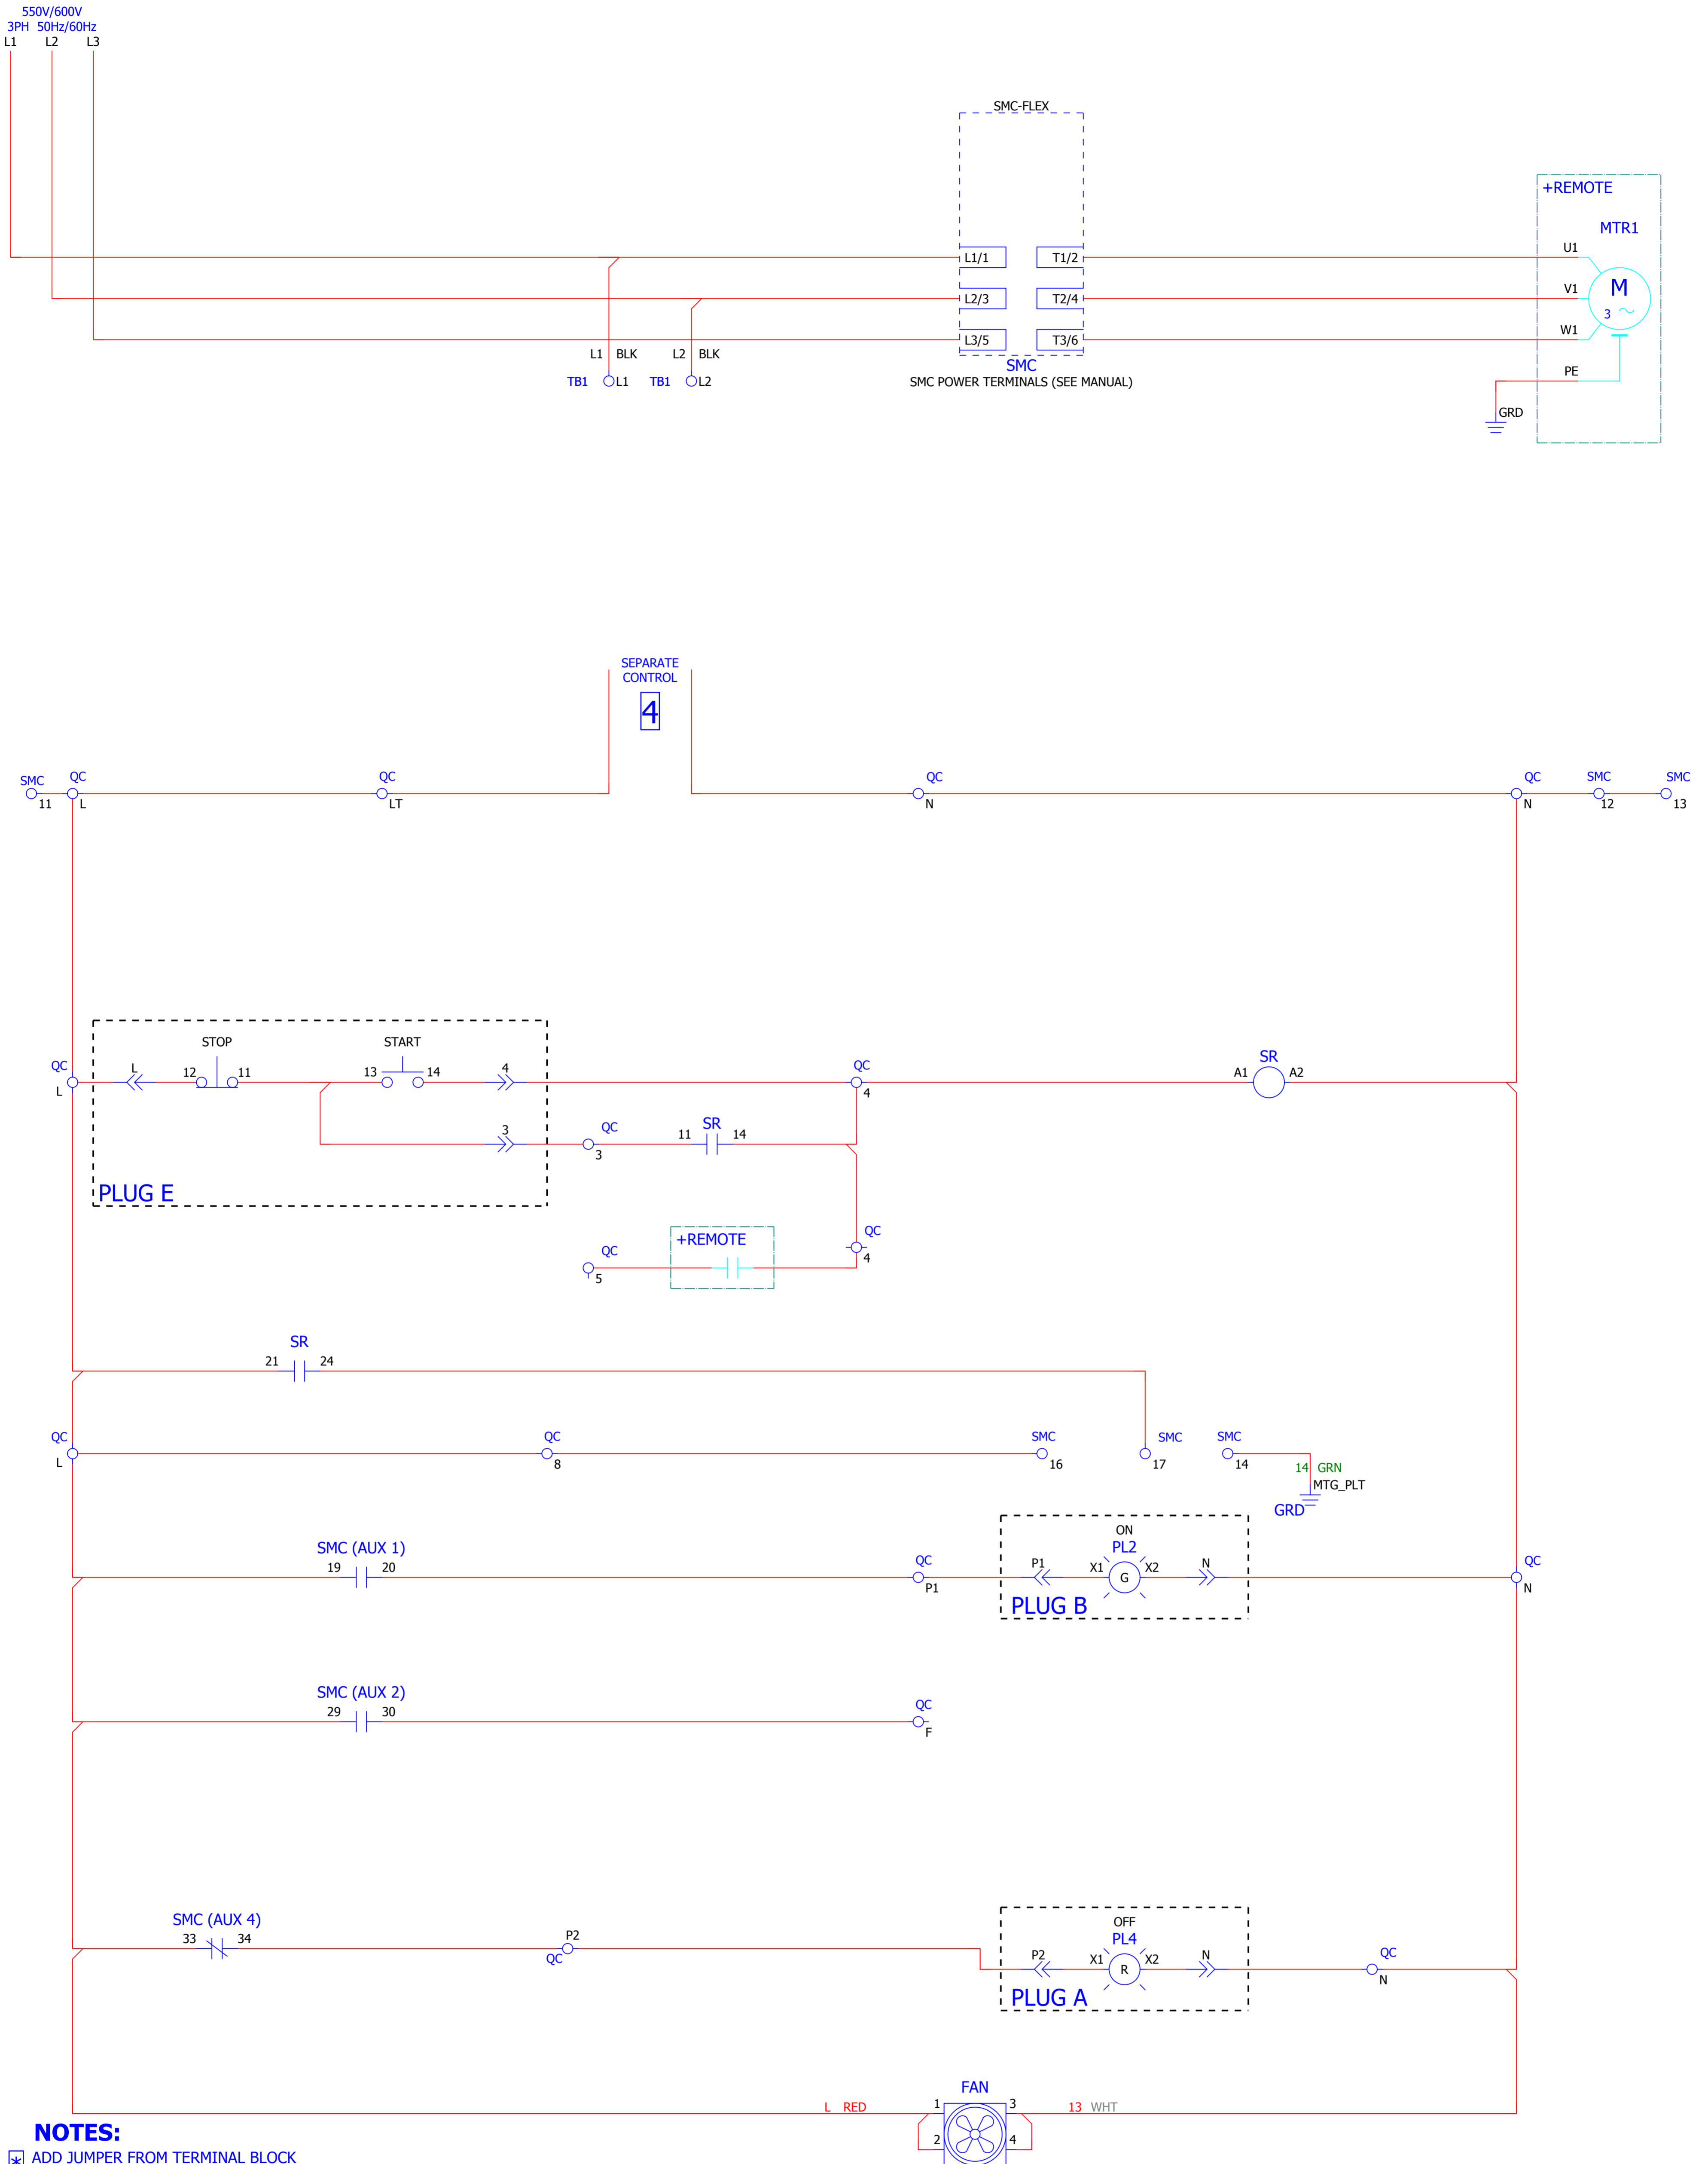 550V/600V
3PH 50Hz/60Hz
L1 L2 L3
SMC-FLEX
+REMOTE
MTR1
L1/1 T1/2 U1
L2/3 T2/4 V1 M
3
L3/5 T3/6 W1
L1 BLK L2 BLK
SMC
TB1 L1 TB1 L2
SMC POWER TERMINALS (SEE MANUAL)
PE
GRD
SEPARATE
CONTROL
4
SMC QC QC QC QC SMC SMC
11 L LT N N 12 13
STOP START
QC L 12 11 13 14 4 QC A1 SR A2
L 4
3 QC 11 SR 14
3
PLUG E
QC +REMOTE QC
5 4
SR
21 24
QC QC SMC SMC SMC
L 8 16 17 14
14 GRN
MTG_PLT
GRD
ON
SMC (AUX 1) PL2
19 20 QC P1 X1 G X2 N QC
P1 N
PLUG B
SMC (AUX 2)
29 30 QC
F
OFF
SMC (AUX 4) PL4
33 34 P2 P2 X1 R X2 N QC
QC N
PLUG A
FAN
L RED 1 3 13 WHT
2 4
NOTES:
* ADD JUMPER FROM TERMINAL BLOCK